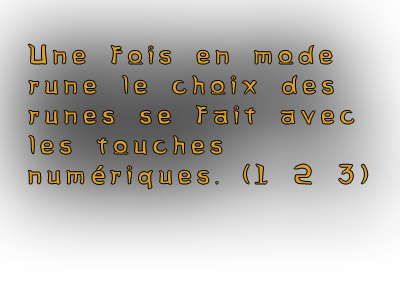 Une fois en mode
rune le choix des
runes se fait avec
les touches
numériques. (1 2 3)